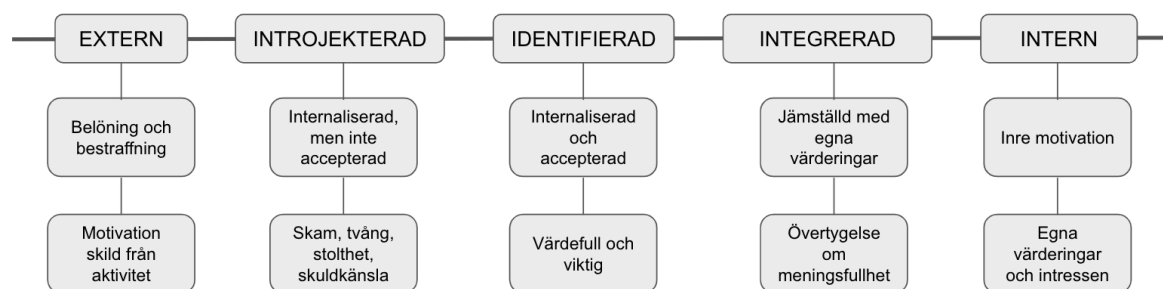 EXTERN
INTROJEKTERAD
IDENTIFIERAD
INTEGRERAD
INTERN
Belöning och
bestraffning
Internaliserad,
men inte
accepterad
Internaliserad
och
accepterad
Jämställd med
egna
värderingar
Inre motivation
Motivation
skild från
aktivitet
Skam, tvång,
stolthet,
skuldkänsla
Värdefull och
viktig
Övertygelse
om
meningsfullhet
Egna
värderingar
och intressen